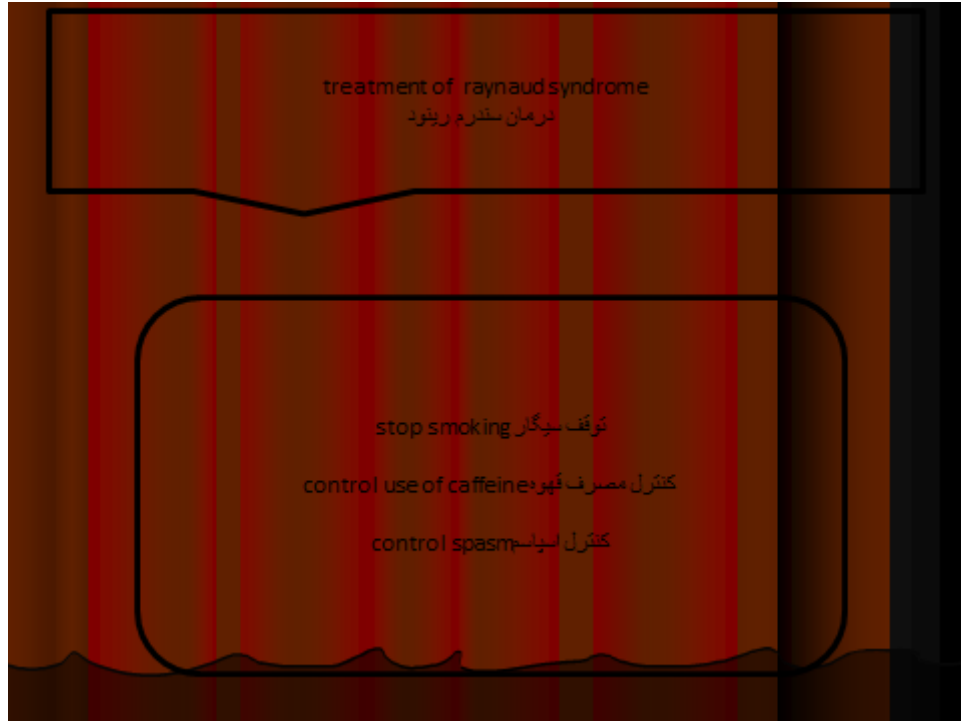 treatment of raynaud syndrome
درمان سندرم رینود
stop smoking توقف سیگار
control use of caffeine کنترل مصرف قهوه
control spasm کنترل اسپاسم